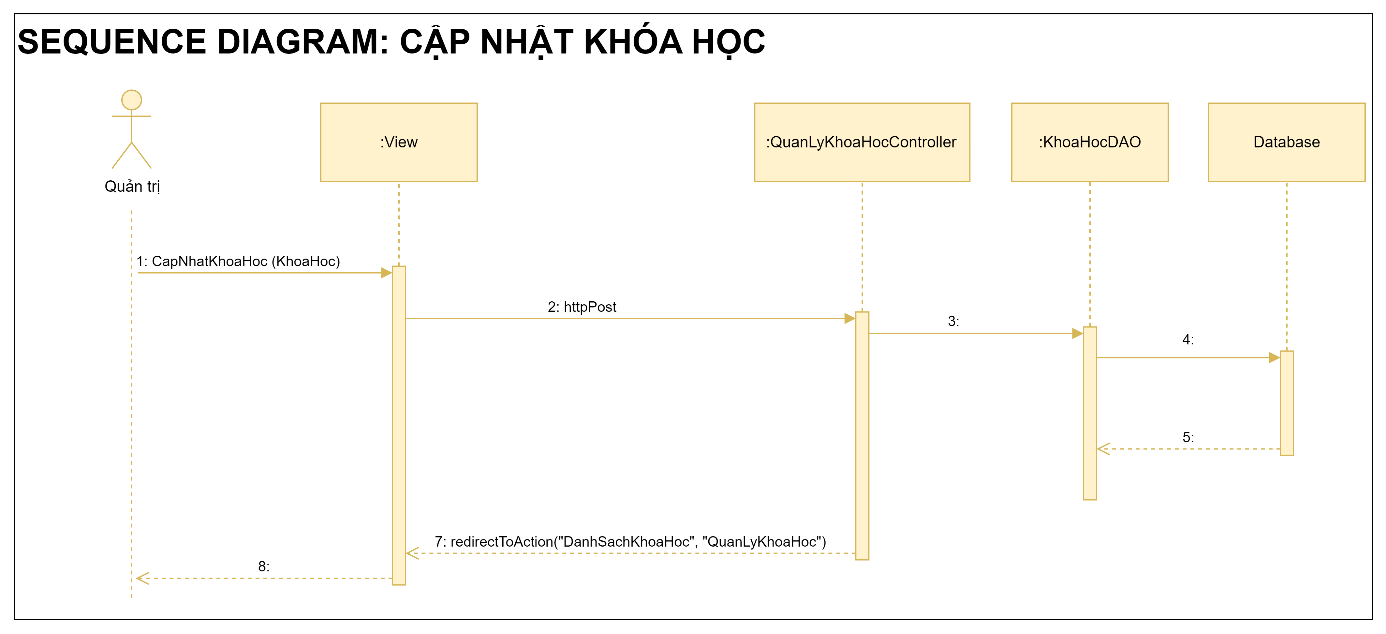 SEQUENCE DIAGRAM: CẬP NHẬT KHÓA HỌC
:View
:QuanLyKhoaHocController
:KhoaHocDAO
Database
Quản trị
1: CapNhatKhoaHoc (KhoaHoc)
2: httpPost
3:
4:
5:
7: redirectToAction("DanhSachKhoaHoc", "QuanLyKhoaHoc")
8: